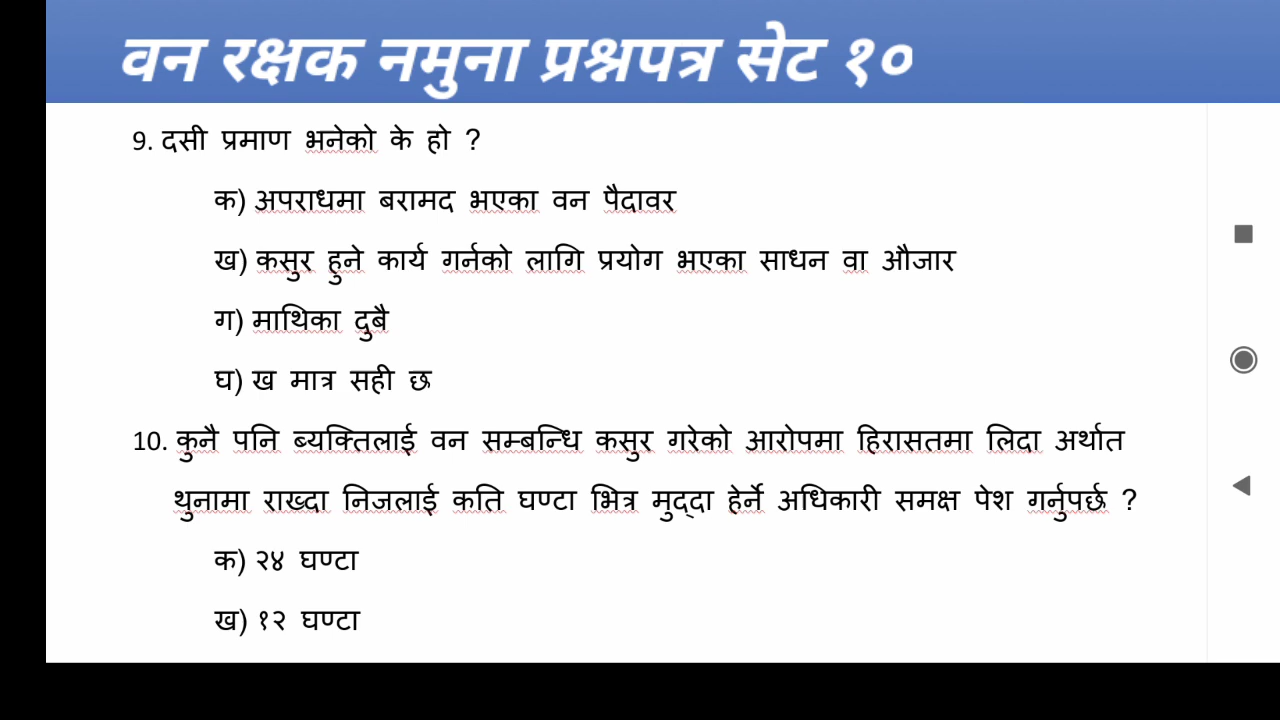 वन रक्षक नमुना प्रश्नपत्र सेट १०
9. दसी प्रमाण भनेको के हो ?
क) अपराधमा बरामद भएका वन पैदावर
ख) कसुर हुने कार्य गर्नको लागि प्रयोग भएका साधन वा औजार
ग) माथिका दुबै
घ) ख मात्र सही छ
10. कुनै पनि ब्यक्तिलाई वन सम्बन्धि कसुर गरेको आरोपमा हिरासतमा लिदा अर्थात
थुनामा राख्दा निजलाई कति घण्टा भित्र मुद्दा हेर्ने अधिकारी समक्ष पेश गर्नुपर्छ ?
क) २४ घण्टा
ख) १२ घण्टा